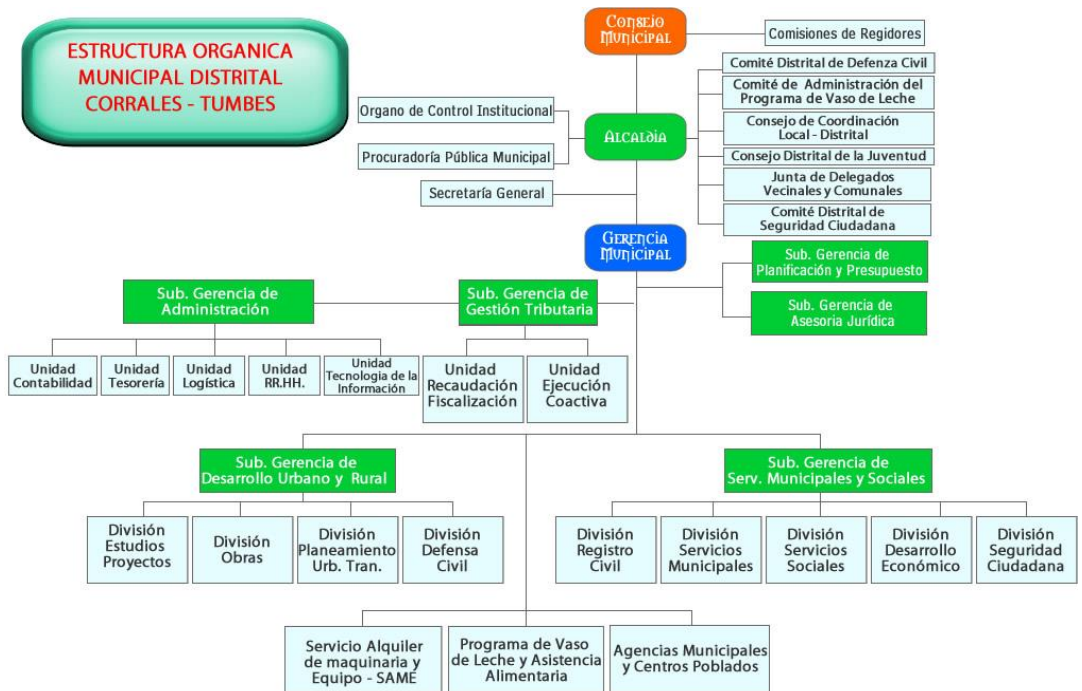 ESTRUCTURA ORGANICA
MUNICIPAL DISTRITAL
CORRALES - TUMBES
CONSEJO
MUNICIPAL
Comisiones de Regidores
Comité Distrital de Defenza Civil
Comité de Administración del
Programa de Vaso de Leche
Consejo de Coordinación
Local - Distrital
Consejo Distrital de la Juventud
Junta de Delegados
Vecinales y Comunales
Comité Distrital de
Seguridad Ciudadana
Organo de Control Institucional
ALCALDIA
Procuradoría Pública Municipal
Secretaría General
GERENCIA
MUNICIPAL
Sub. Gerencia de
Planificación y Presupuesto
Sub. Gerencia de
Asesoria Jurídica
Sub. Gerencia de
Administración
Sub. Gerencia de
Gestión Tributaria
Unidad
Contabilidad
Unidad
Tesorería
Unidad
Logística
Unidad
RR.HH.
Unidad
Tecnologia de la
Información
Unidad
Recaudación
Fiscalización
Unidad
Ejecución
Coactiva
Sub. Gerencia de
Desarrollo Urbano y Rural
Sub. Gerencia de
Serv. Municipales y Sociales
División
Estudios
Proyectos
División
Obras
División
Planeamiento
Urb. Tran.
División
Defensa
Civil
División
Registro
Civil
División
Servicios
Municipales
División
Servicios
Sociales
División
Desarrollo
Económico
División
Seguridad
Ciudadana
Servicio Alquiler
de maquinaria y
Equipo - SAME
Programa de Vaso
de Leche y Asistencia
Alimentaria
Agencias Municipales
y Centros Poblados